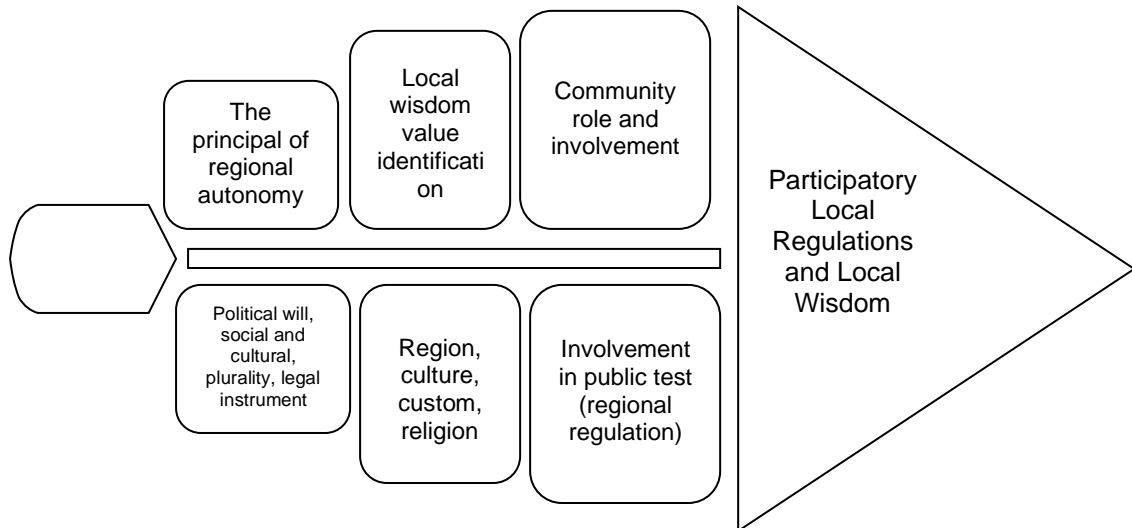 The
principal of
regional
autonomy
Local
wisdom
value
identificati
on
Community
role and
involvement
Participatory
Local
Regulations
and Local
Wisdom
Political will,
social and
cultural,
plurality, legal
instrument
Region,
culture,
custom,
religion
Involvement
in public test
(regional
regulation)